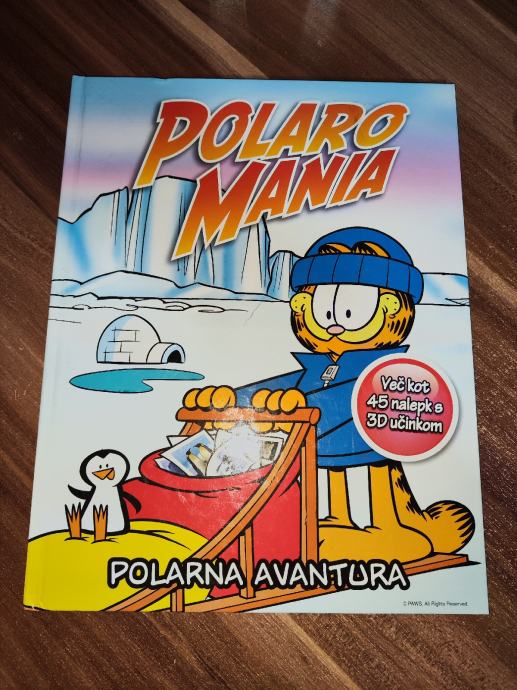 POLARO
MANIA
Več kot
45 nalepk s
3D učinkom
POLARNA AVANTURA
© PAWS. All Rights Reserved.